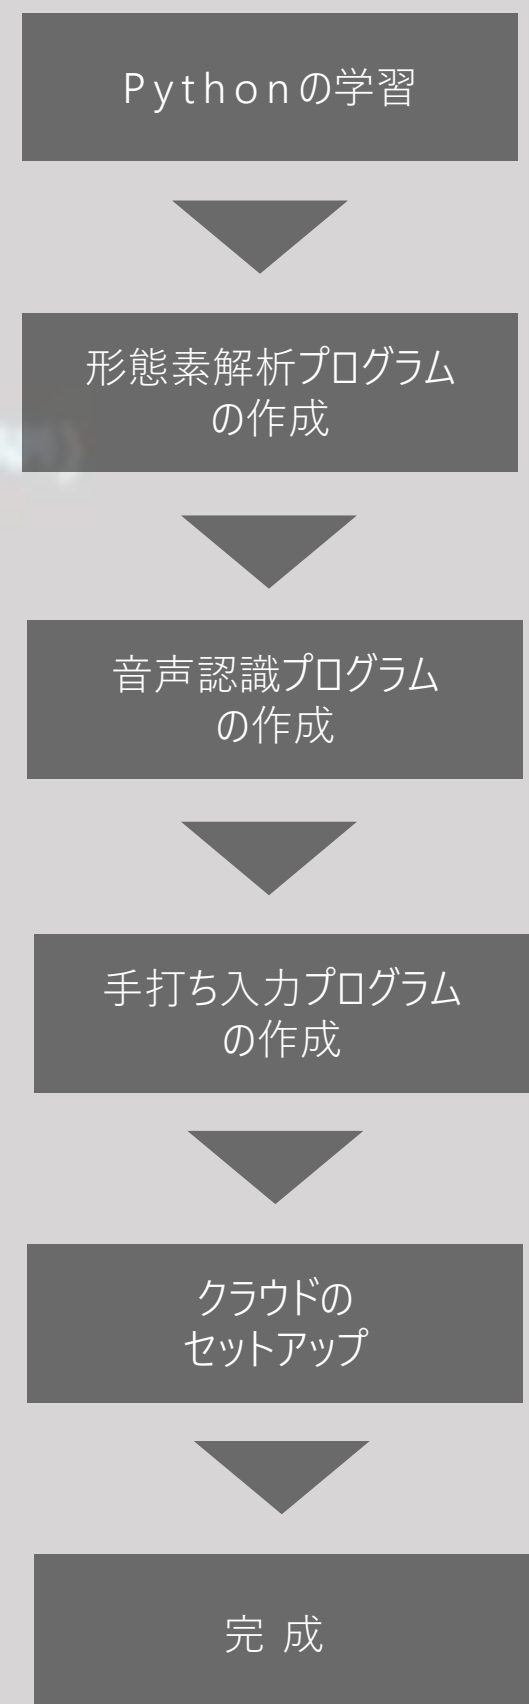 Pythonの学習
形態素解析プログラム
の作成
音声認識プログラム
の作成
手打ち入力プログラム
の作成
クラウドの
セットアップ
完 成